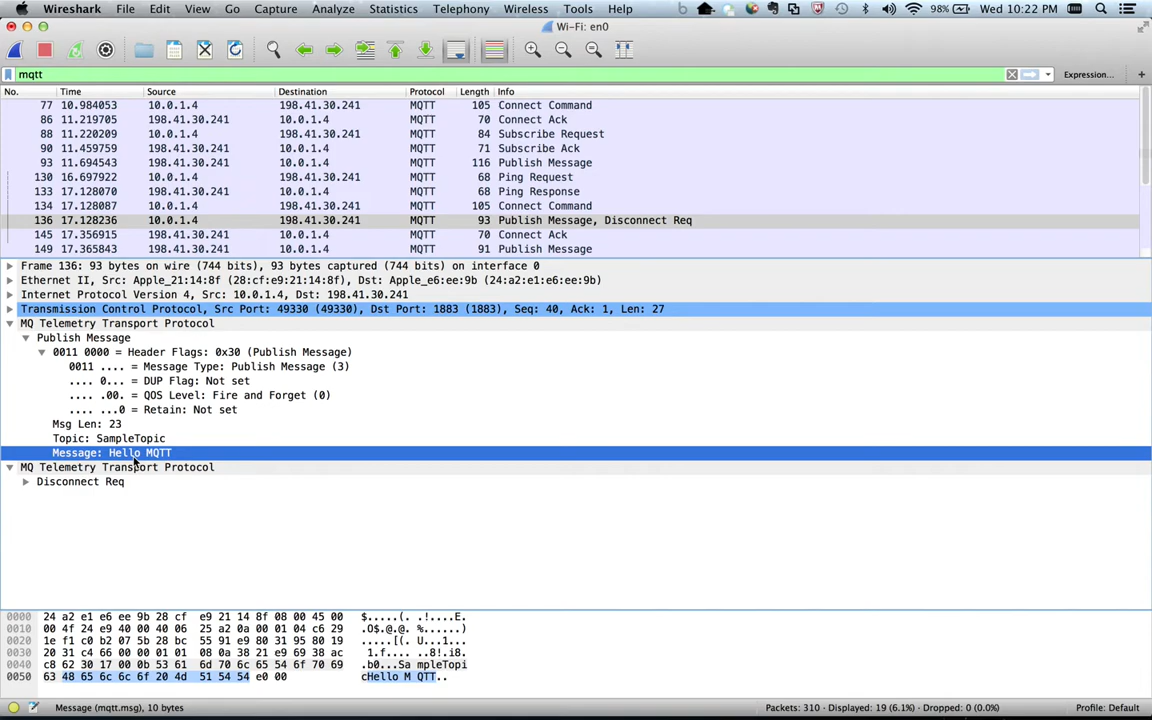 Wireshark File Edit View Go Capture Analyze Statistics Telephony Wireless Tools Help 98% Wed 10:22 PM
Wi-Fi: en0
mqtt Expression... +
No. Time Source Destination Protocol Length Info
77 10.984053 10.0.1.4 198.41.30.241 MQTT 105 Connect Command
86 11.219705 198.41.30.241 10.0.1.4 MQTT 70 Connect Ack
88 11.220209 10.0.1.4 198.41.30.241 MQTT 84 Subscribe Request
90 11.459759 198.41.30.241 10.0.1.4 MQTT 71 Subscribe Ack
93 11.694543 198.41.30.241 10.0.1.4 MQTT 116 Publish Message
130 16.697922 10.0.1.4 198.41.30.241 MQTT 68 Ping Request
133 17.128070 198.41.30.241 10.0.1.4 MQTT 68 Ping Response
134 17.128087 10.0.1.4 198.41.30.241 MQTT 105 Connect Command
136 17.128236 10.0.1.4 198.41.30.241 MQTT 93 Publish Message, Disconnect Req
145 17.356915 198.41.30.241 10.0.1.4 MQTT 70 Connect Ack
149 17.365843 198.41.30.241 10.0.1.4 MQTT 91 Publish Message
Frame 136: 93 bytes on wire (744 bits), 93 bytes captured (744 bits) on interface 0
Ethernet II, Src: Apple_21:14:8f (28:cf:e9:21:14:8f), Dst: Apple_e6:ee:9b (24:a2:e1:e6:ee:9b)
Internet Protocol Version 4, Src: 10.0.1.4, Dst: 198.41.30.241
Transmission Control Protocol, Src Port: 49330 (49330), Dst Port: 1883 (1883), Seq: 40, Ack: 1, Len: 27
MQ Telemetry Transport Protocol
Publish Message
0011 0000 = Header Flags: 0x30 (Publish Message)
0011 .... = Message Type: Publish Message (3)
.... 0... = DUP Flag: Not set
.... .00. = QOS Level: Fire and Forget (0)
.... ...0 = Retain: Not set
Msg Len: 23
Topic: SampleTopic
Message: Hello MQTT
MQ Telemetry Transport Protocol
Disconnect Req
0000 24 a2 e1 e6 ee 9b 28 cf e9 21 14 8f 08 00 45 00 $.....(. .!....E.
0010 00 4f 24 e9 40 00 40 06 25 a2 0a 00 01 04 c6 29 .O$.@.@. %......)
0020 1e f1 c0 b2 07 5b 28 bc 55 91 e9 80 31 95 80 19 .....[(. U...1...
0030 20 31 c4 66 00 00 01 01 08 0a 38 21 e9 69 38 ac 1.f.... ..8!.i8.
0040 c8 62 30 17 00 0b 53 61 6d 70 6c 65 54 6f 70 69 .b0...Sa mpleTopi
0050 63 48 65 6c 6c 6f 20 4d 51 54 54 e0 00 cHello M QTT..
Message (mqtt.msg), 10 bytes Packets: 310 · Displayed: 19 (6.1%) · Dropped: 0 (0.0%) Profile: Default